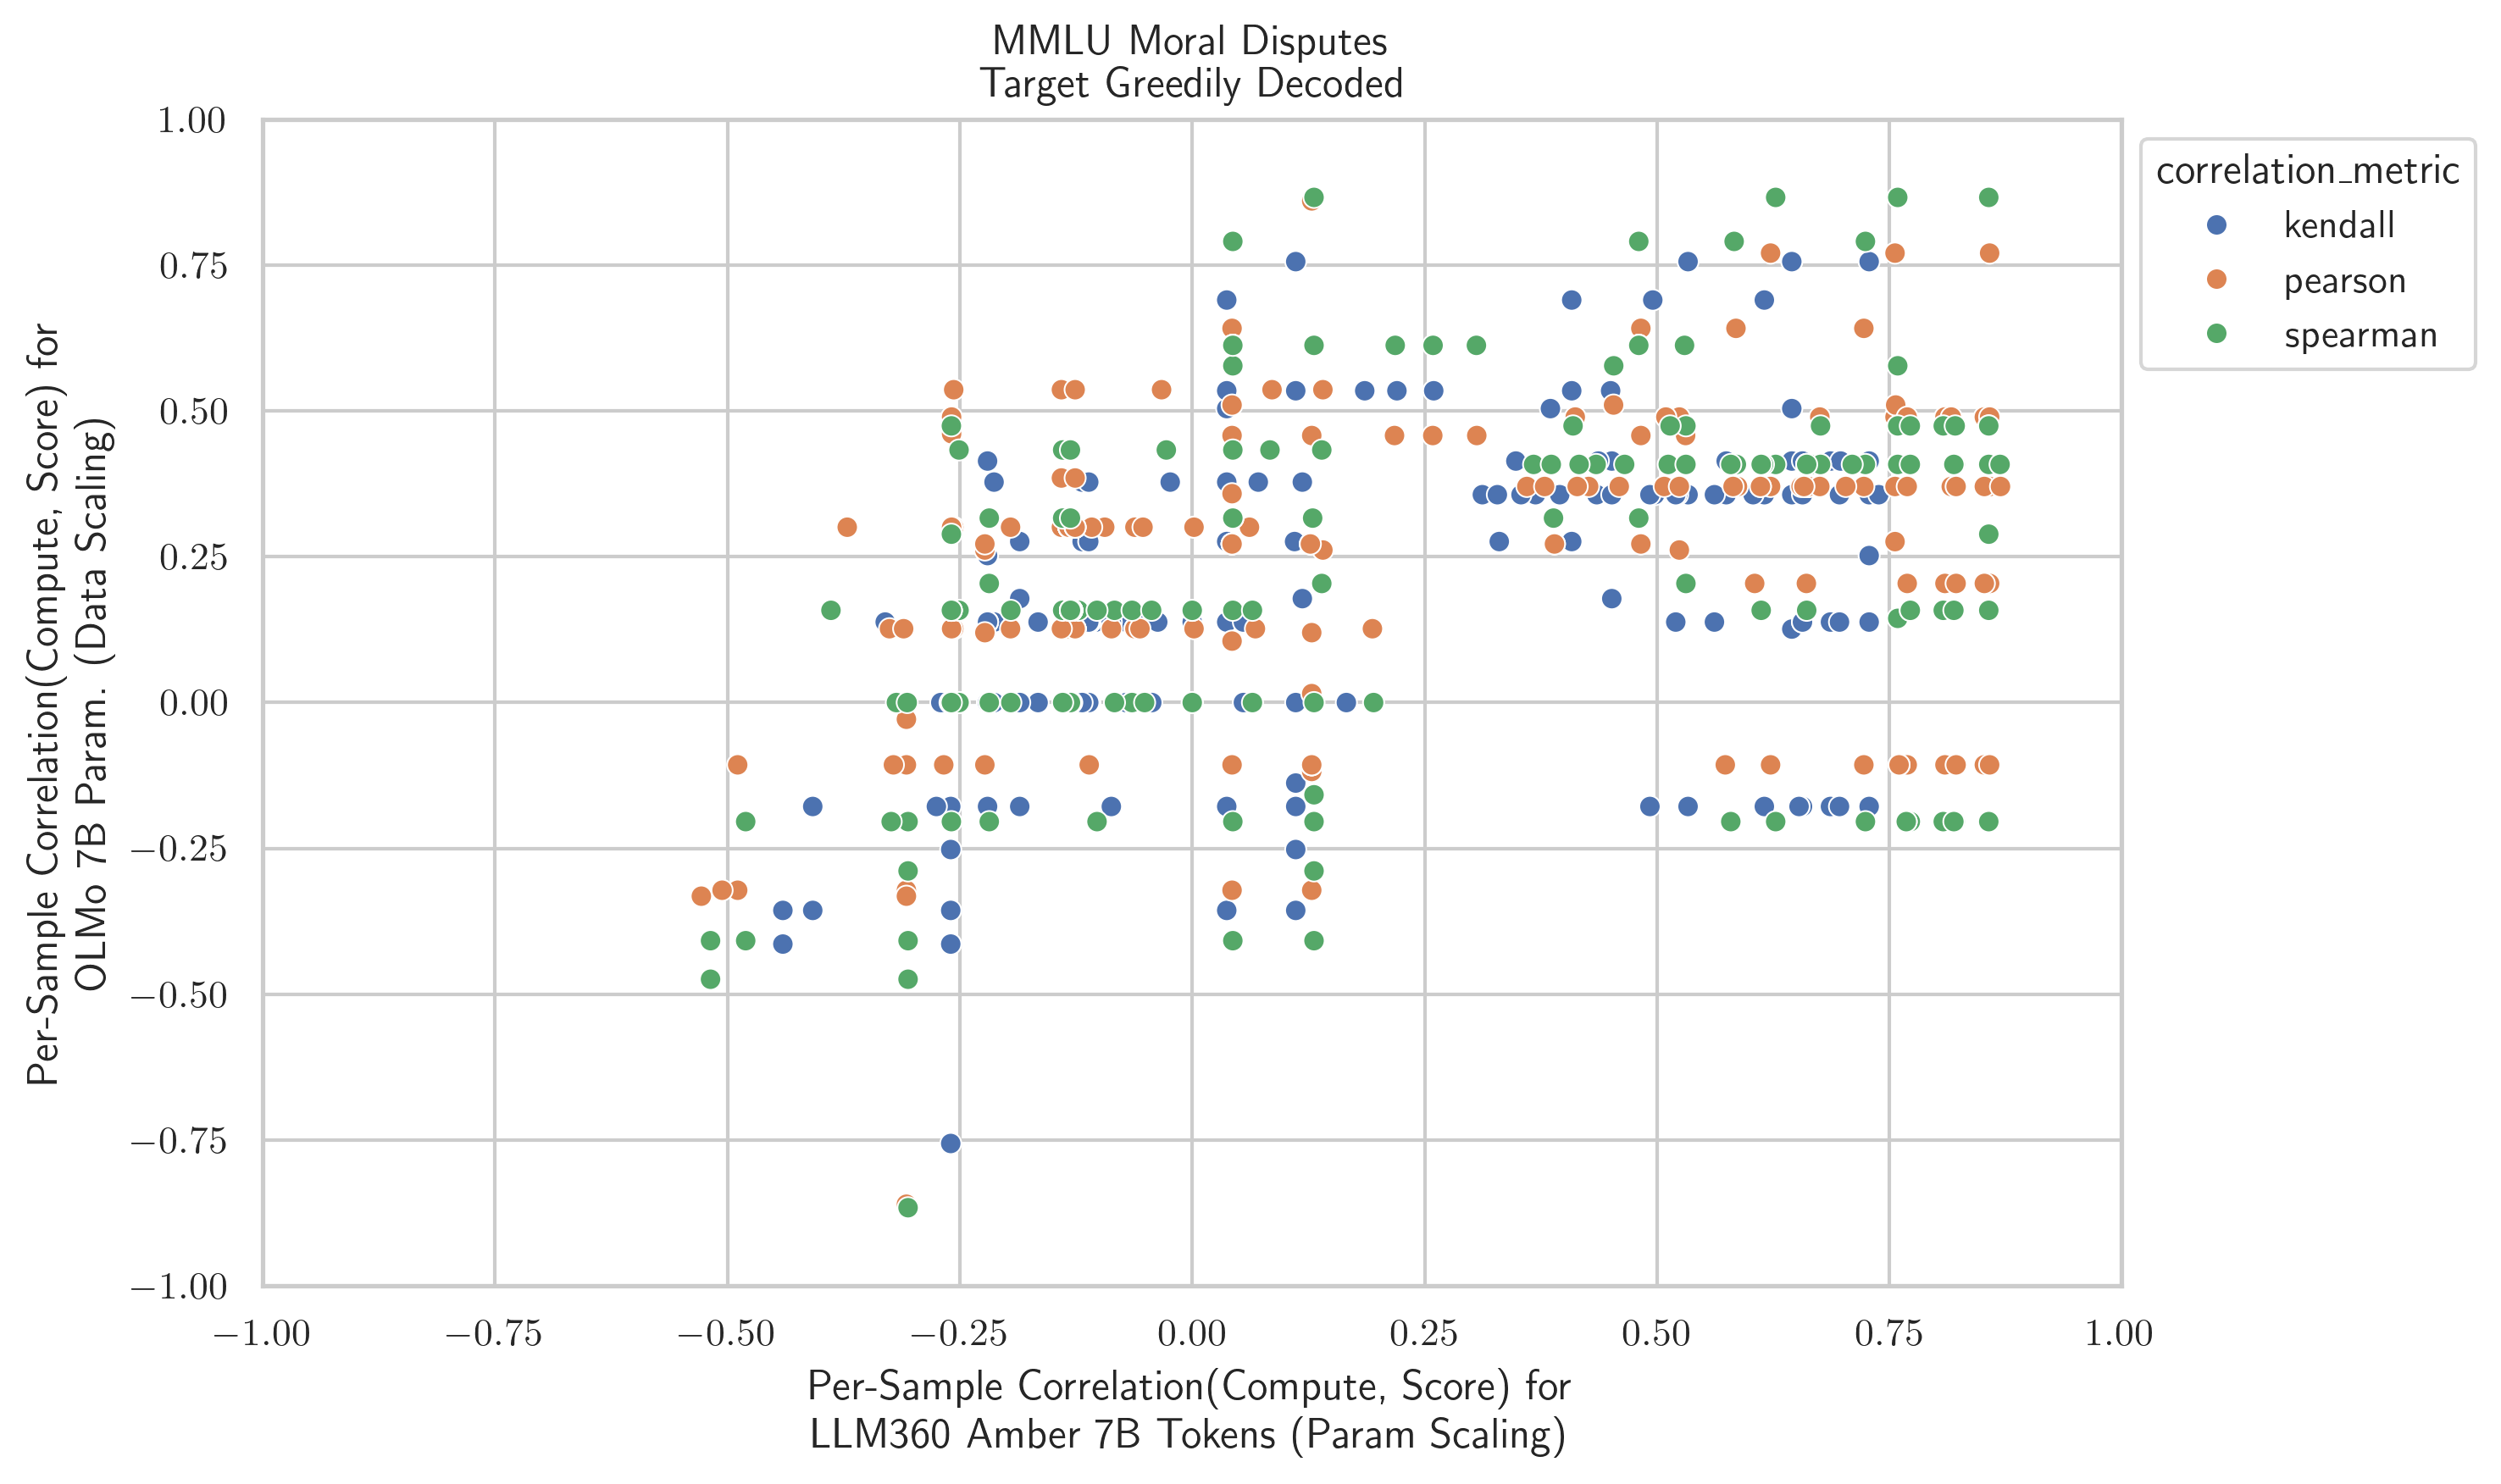 MMLU Moral Disputes
Target Greedily Decoded
Per-Sample Correlation(Compute, Score) for
OLMo 7B Param. (Data Scaling)
1.00
0.75
0.50
0.25
0.00
−0.25
−0.50
−0.75
−1.00
−1.00
−0.75
−0.50
−0.25
0.00
0.25
0.50
0.75
1.00
Per-Sample Correlation(Compute, Score) for
LLM360 Amber 7B Tokens (Param Scaling)
correlation_metric
kendall
pearson
spearman